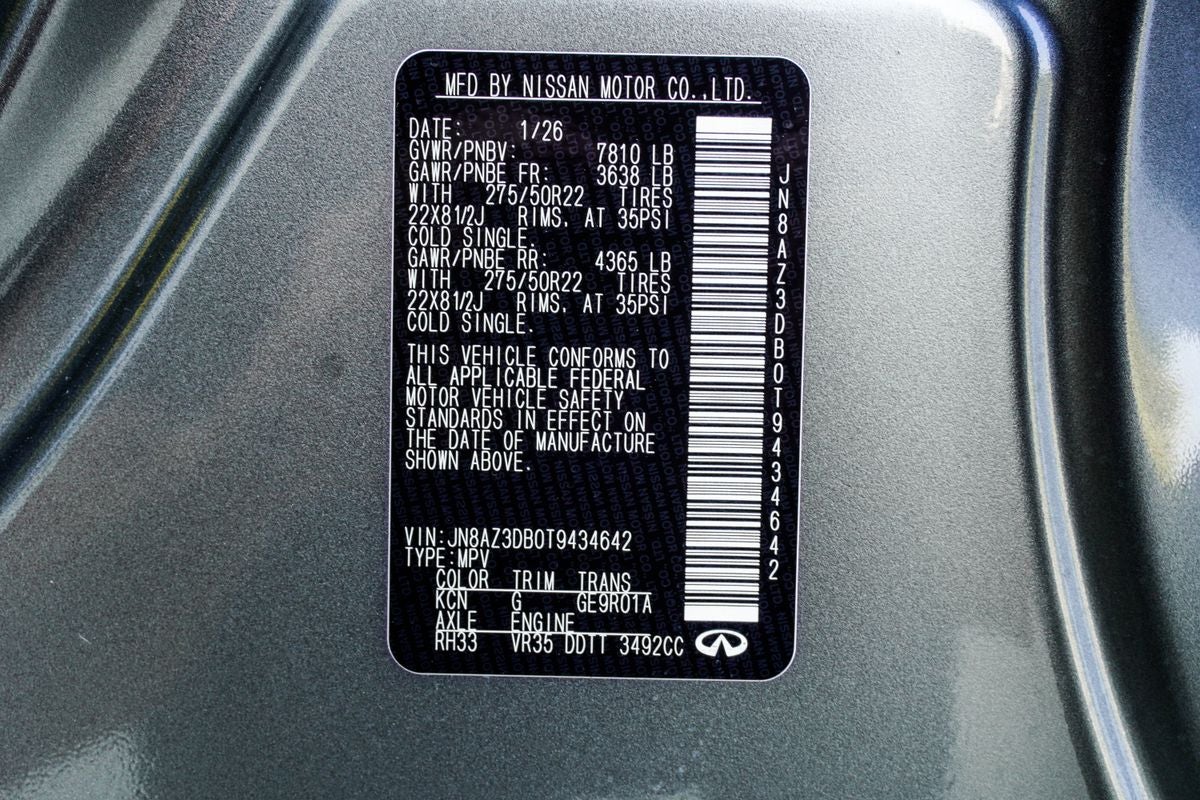 MFD BY NISSAN MOTOR CO.,LTD.
DATE: 1/26
GVWR/PNBV: 7810 LB
GAWR/PNBE FR: 3638 LB
WITH 275/50R22 TIRES
22X81/2J RIMS, AT 35PSI
COLD SINGLE.
GAWR/PNBE RR: 4365 LB
WITH 275/50R22 TIRES
22X81/2J RIMS, AT 35PSI
COLD SINGLE.
THIS VEHICLE CONFORMS TO
ALL APPLICABLE FEDERAL
MOTOR VEHICLE SAFETY
STANDARDS IN EFFECT ON
THE DATE OF MANUFACTURE
SHOWN ABOVE.
VIN:JN8AZ3DB0T9434642
TYPE:MPV
COLOR TRIM TRANS
KCN G GE9R01A
AXLE ENGINE
RH33 VR35 DDTT 3492CC
JN8AZ3DB0T9434642